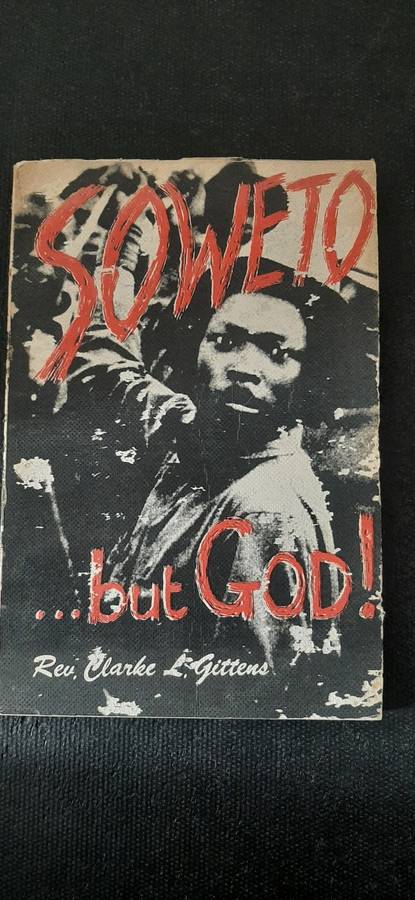 SOWETO
...but GOD!
Rev. Clarke L. Gittens